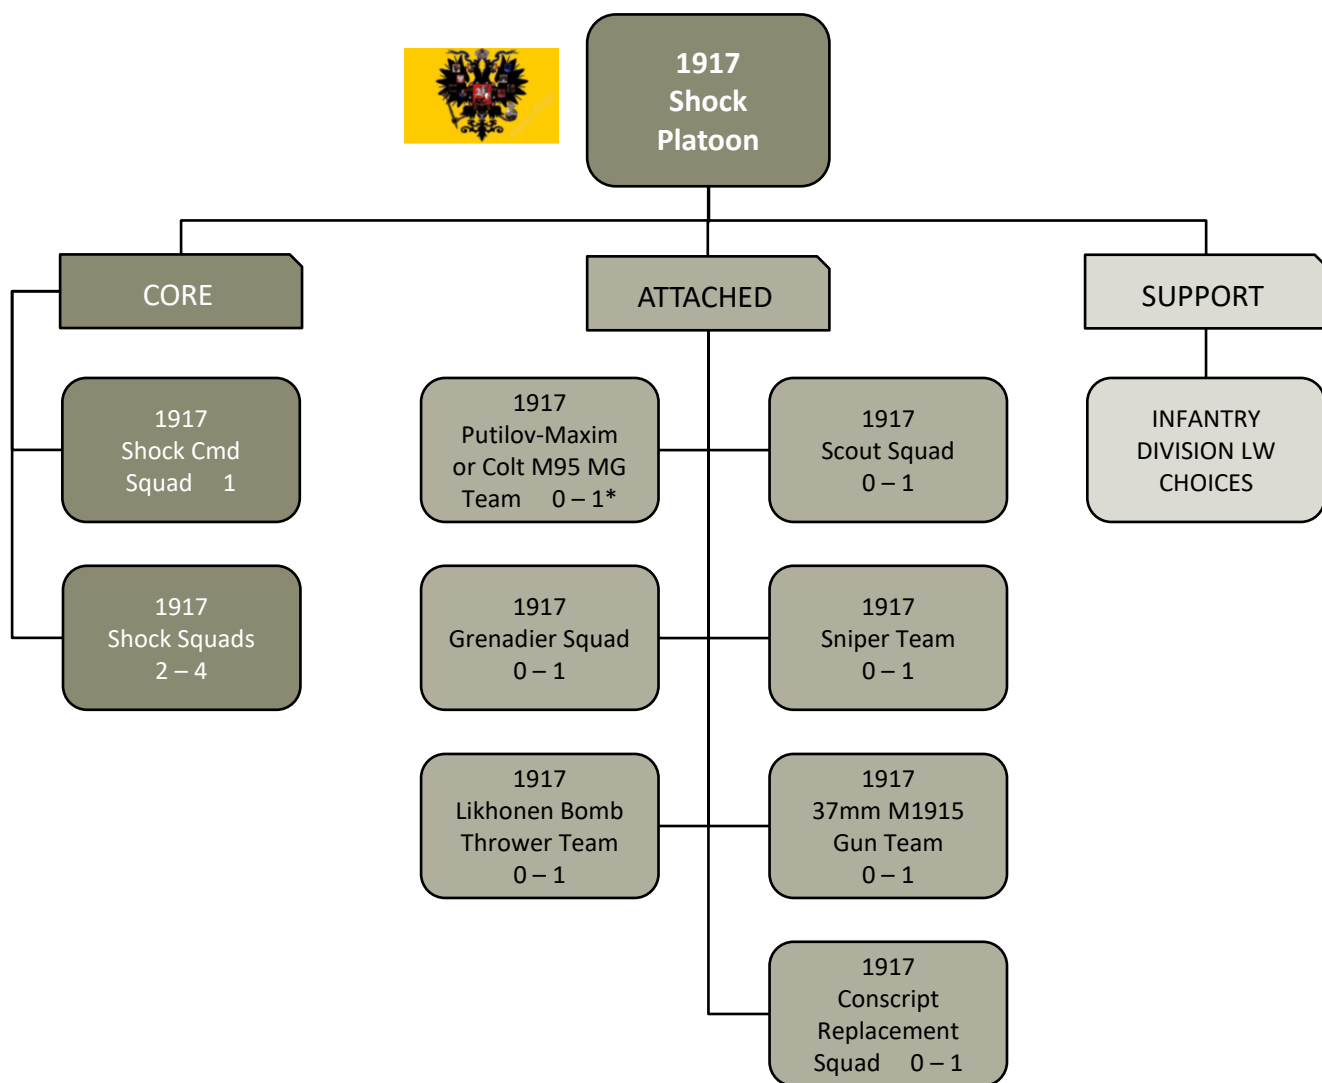 1917
Shock
Platoon
CORE
ATTACHED
SUPPORT
1917
Shock Cmd
Squad 1
1917
Shock Squads
2 – 4
1917
Putilov-Maxim
or Colt M95 MG
Team 0 – 1*
1917
Scout Squad
0 – 1
1917
Grenadier Squad
0 – 1
1917
Sniper Team
0 – 1
1917
Likhonen Bomb
Thrower Team
0 – 1
1917
37mm M1915
Gun Team
0 – 1
1917
Conscript
Replacement
Squad 0 – 1
INFANTRY
DIVISION LW
CHOICES